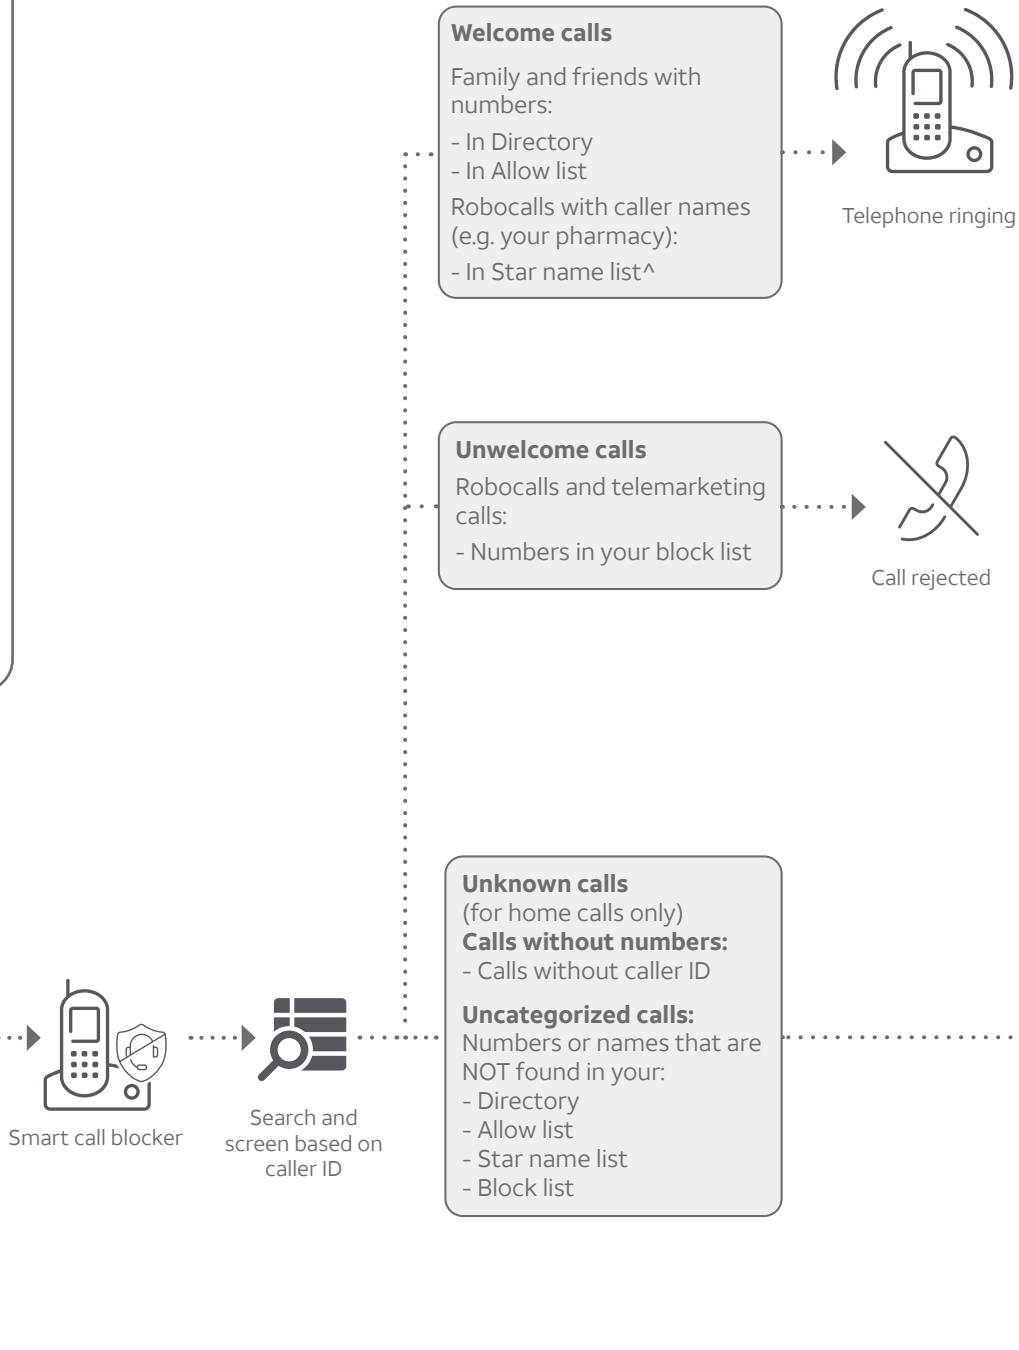 Welcome calls
Family and friends with
numbers:
- In Directory
- In Allow list
Robocalls with caller names
(e.g. your pharmacy):
- In Star name list^
Telephone ringing
Unwelcome calls
Robocalls and telemarketing
calls:
- Numbers in your block list
Call rejected
Smart call blocker
Search and
screen based on
caller ID
Unknown calls
(for home calls only)
Calls without numbers:
- Calls without caller ID
Uncategorized calls:
Numbers or names that are
NOT found in your:
- Directory
- Allow list
- Star name list
- Block list